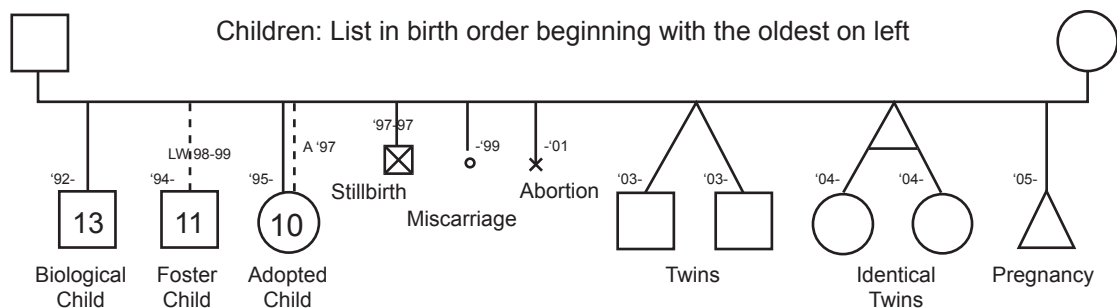 Children: List in birth order beginning with the oldest on left
‘97-97
-‘99
-‘01
LW 98-99
A ‘97
‘92-
‘94-
‘95-
‘03-
‘03-
‘04-
‘04-
‘05-
Stillbirth
Abortion
Miscarriage
13
11
10
Biological
Child
Foster
Child
Adopted
Child
Twins
Identical
Twins
Pregnancy